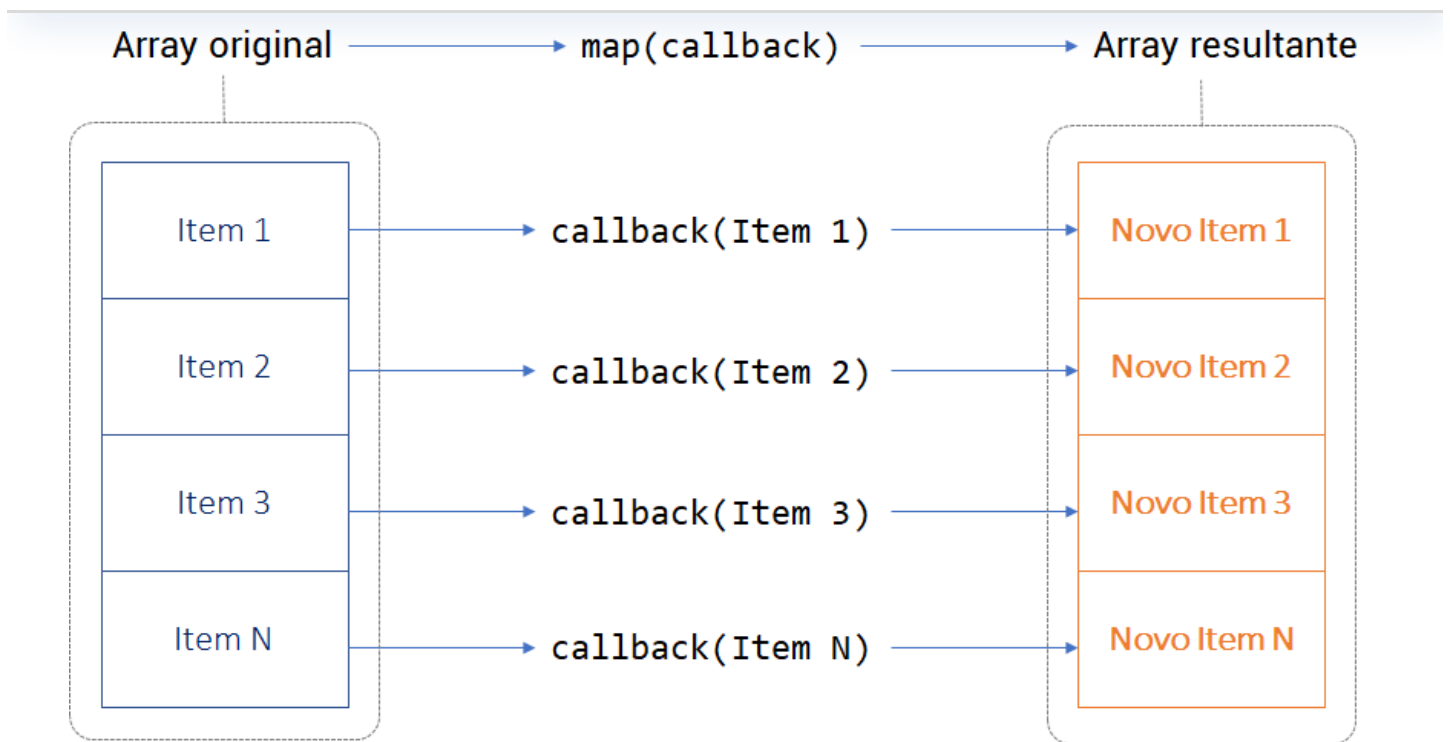 Array original
map(callback)
Array resultante
Item 1
callback(Item 1)
Novo Item 1
Item 2
callback(Item 2)
Novo Item 2
Item 3
callback(Item 3)
Novo Item 3
Item N
callback(Item N)
Novo Item N